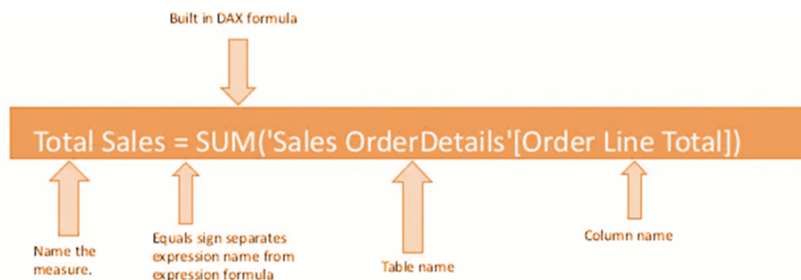 Built in DAX formula
Total Sales = SUM('Sales OrderDetails'[Order Line Total])
Name the
measure.
Equals sign separates
expression name from
expression formula
Table name
Column name